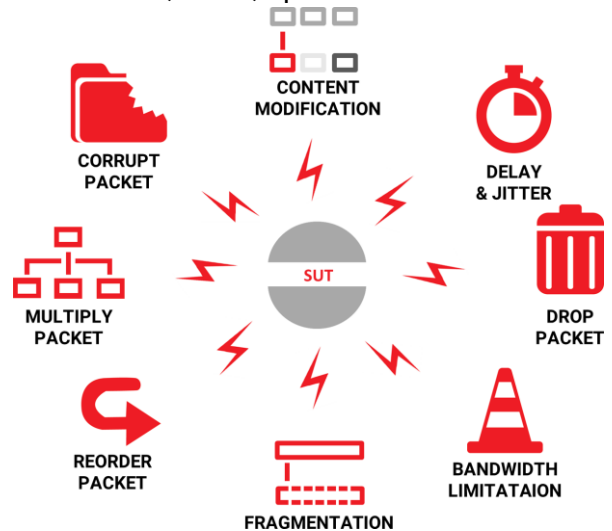 CONTENT
MODIFICATION
CORRUPT
PACKET
DELAY
& JITTER
SUT
MULTIPLY
PACKET
DROP
PACKET
REORDER
PACKET
BANDWIDTH
LIMITATAION
FRAGMENTATION